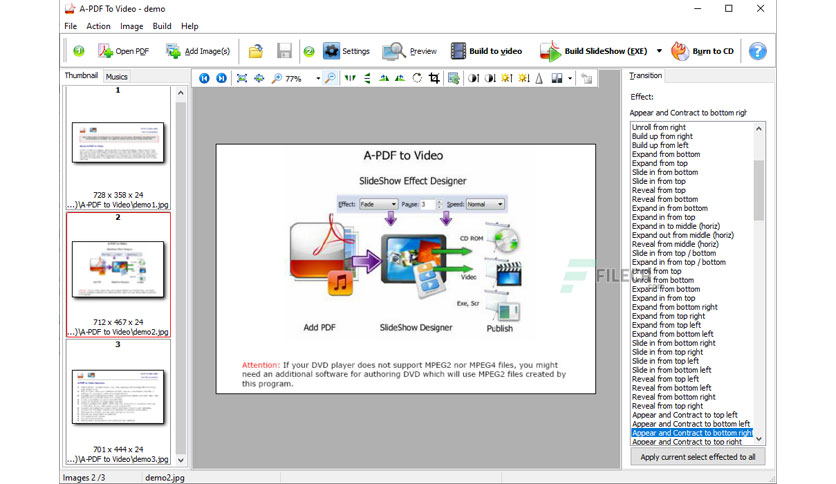 A-PDF To Video - demo
File Action Image Build Help
1 Open PDF Add Image(s) 2 Settings Preview Build to video Build SlideShow (EXE) Burn to CD
Thumbnail Musics
77%
Transition
Effect:
Appear and Contract to bottom righ
1
728 x 358 x 24
...)\A-PDF to Video\demo1.jpg
2
712 x 467 x 24
...)\A-PDF to Video\demo2.jpg
3
701 x 444 x 24
...)\A-PDF to Video\demo3.jpg
A-PDF to Video
SlideShow Effect Designer
Effect: Fade Pause: 3 Speed: Normal
CD ROM
Video
Exe, Scr
Add PDF SlideShow Designer Publish
Attention: If your DVD player does not support MPEG2 nor MPEG4 files, you might
need an additional software for authoring DVD which will use MPEG2 files created by
this program.
Unroll from right
Build up from right
Build up from left
Expand from bottom
Expand from top
Slide in from bottom
Slide in from top
Reveal from top
Reveal from bottom
Expand in from bottom
Expand in from top
Expand in to middle (horiz)
Expand out from middle (horiz)
Reveal from middle (horiz)
Slide in from top / bottom
Expand in from top / bottom
Unroll from top
Unroll from bottom
Expand from bottom
Expand in from top
Expand from bottom right
Expand from top right
Expand from top left
Expand from bottom left
Slide in from bottom right
Slide in from top right
Slide in from top left
Slide in from bottom left
Reveal from top left
Reveal from bottom left
Reveal from bottom right
Reveal from top right
Appear and Contract to top left
Appear and Contract to bottom left
Appear and Contract to bottom right
Appear and Contract to top right
Apply current select effected to all
Images 2 /3 demo2.jpg